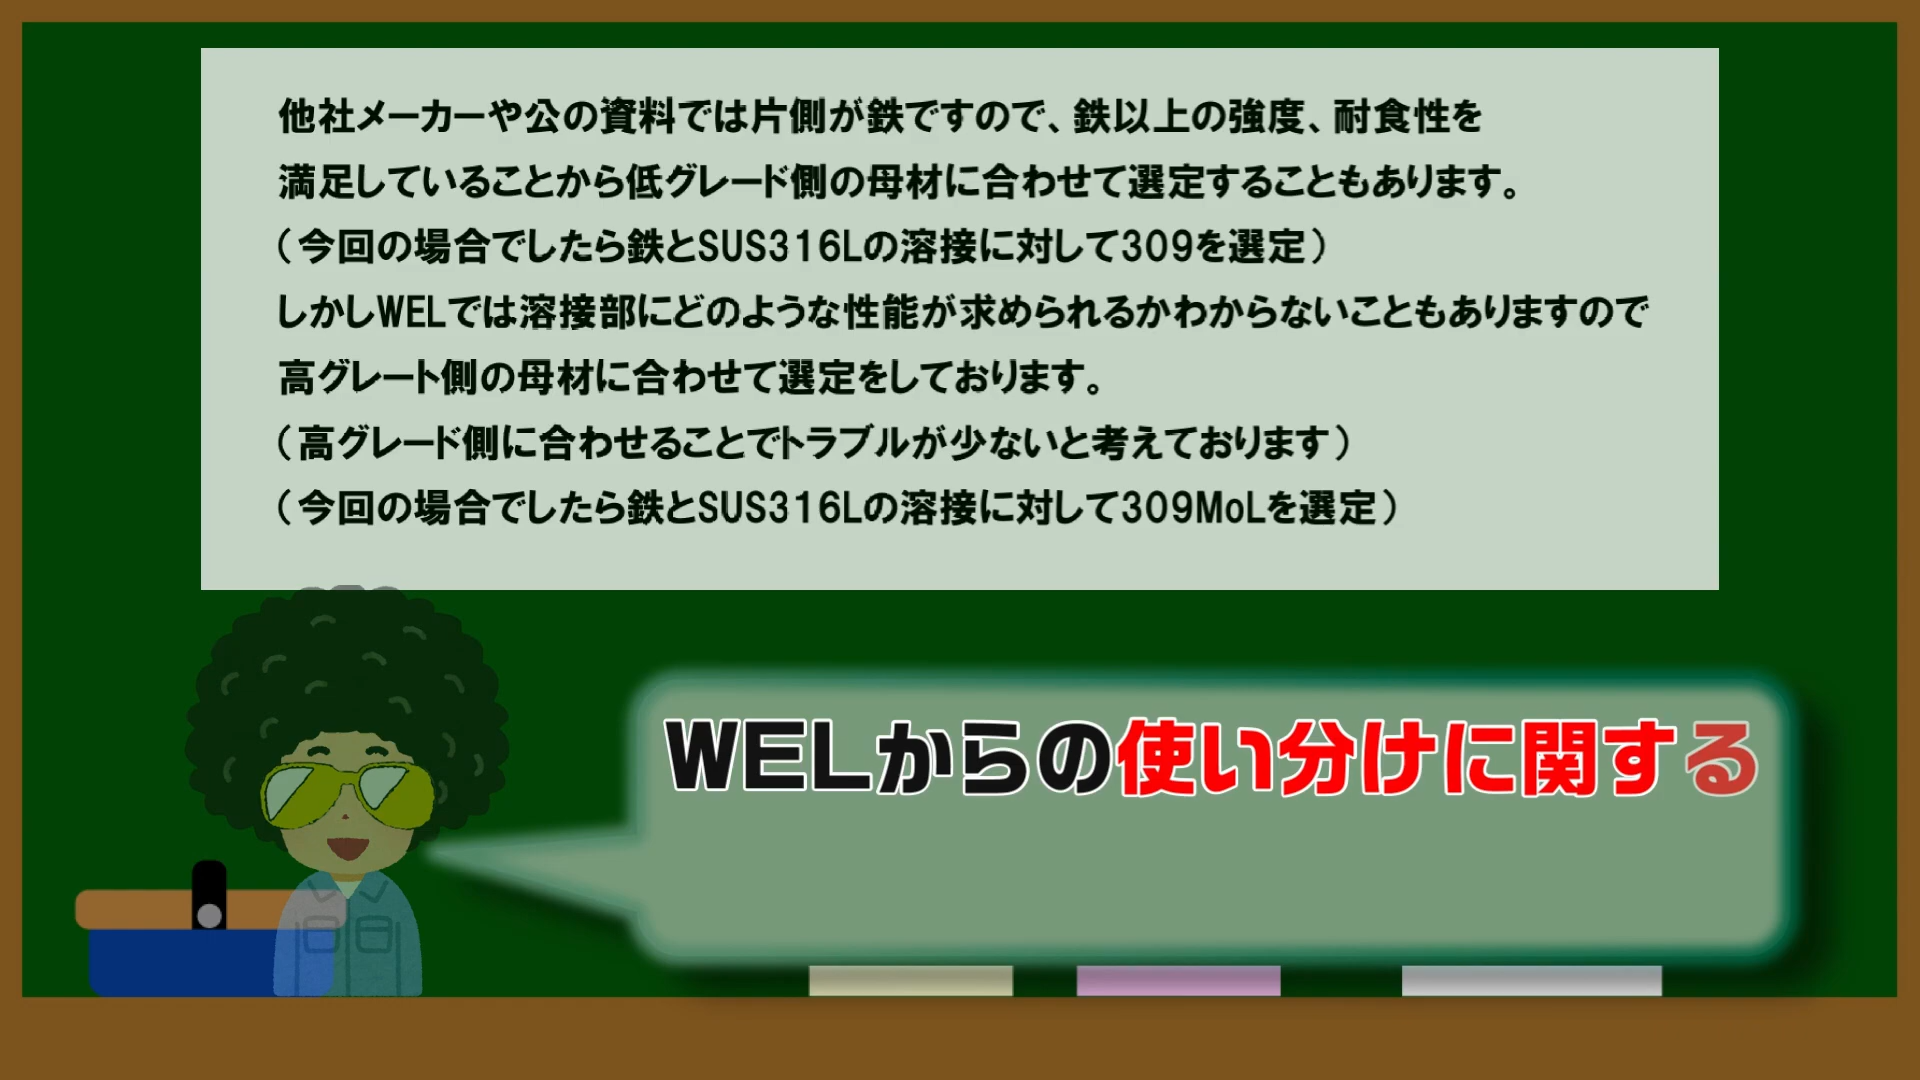 他社メーカーや公の資料では片側が鉄ですので、鉄以上の強度、耐食性を
満足していることから低グレード側の母材に合わせて選定することもあります。
（今回の場合でしたら鉄とSUS316Lの溶接に対して309を選定）
しかしWELでは溶接部にどのような性能が求められるかわからないこともありますので
高グレート側の母材に合わせて選定をしております。
（高グレード側に合わせることでトラブルが少ないと考えております）
（今回の場合でしたら鉄とSUS316Lの溶接に対して309MoLを選定）
WELからの使い分けに関する